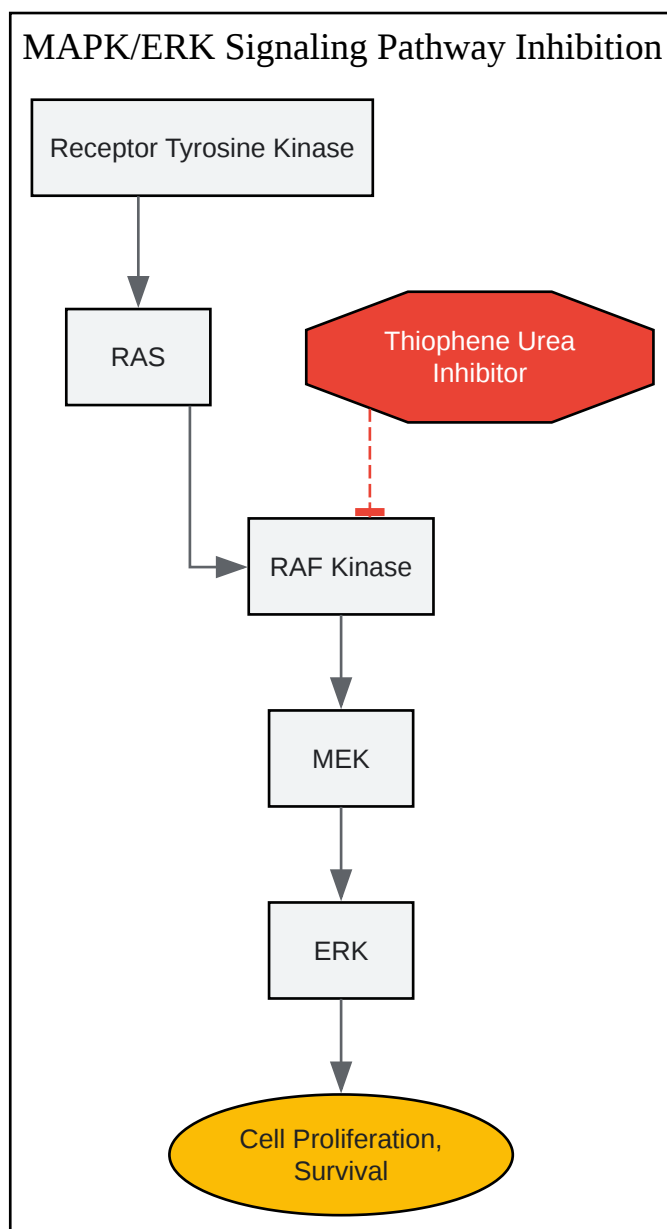 MAPK/ERK Signaling Pathway Inhibition
Receptor Tyrosine Kinase
RAS
Thiophene Urea
Inhibitor
RAF Kinase
MEK
ERK
Cell Proliferation,
Survival